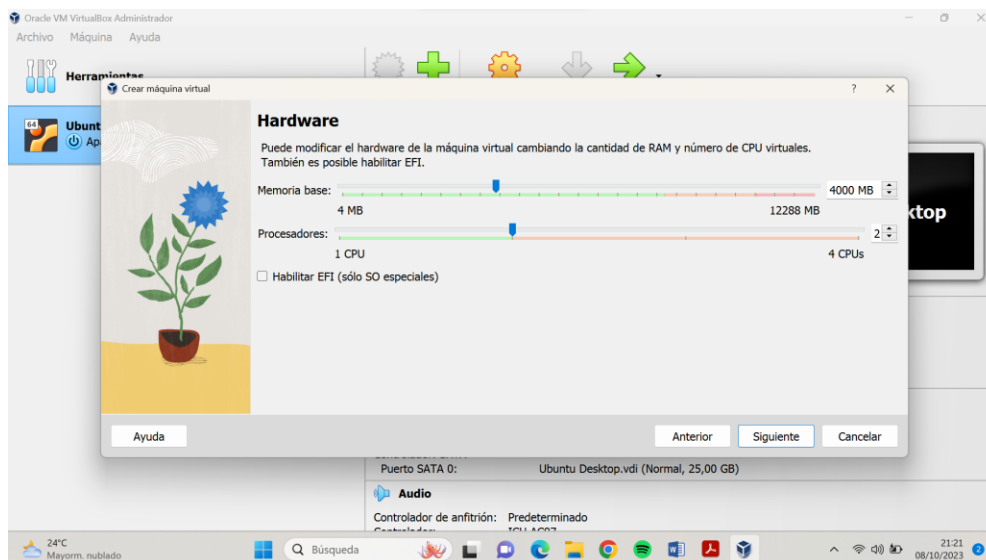 Oracle VM VirtualBox Administrador
Archivo Máquina Ayuda
Herramientas
Crear máquina virtual
64
Ubunt
Ap
Hardware
Puede modificar el hardware de la máquina virtual cambiando la cantidad de RAM y número de CPU virtuales.
También es posible habilitar EFI.
Memoria base:
4000 MB
4 MB
12288 MB
Procesadores:
2
1 CPU
4 CPUs
Habilitar EFI (sólo SO especiales)
ktop
Ayuda
Anterior
Siguiente
Cancelar
Puerto SATA 0: Ubuntu Desktop.vdi (Normal, 25,00 GB)
Audio
Controlador de anfitrión: Predeterminado
24°C
Mayorm. nublado
Búsqueda
21:21
08/10/2023
2